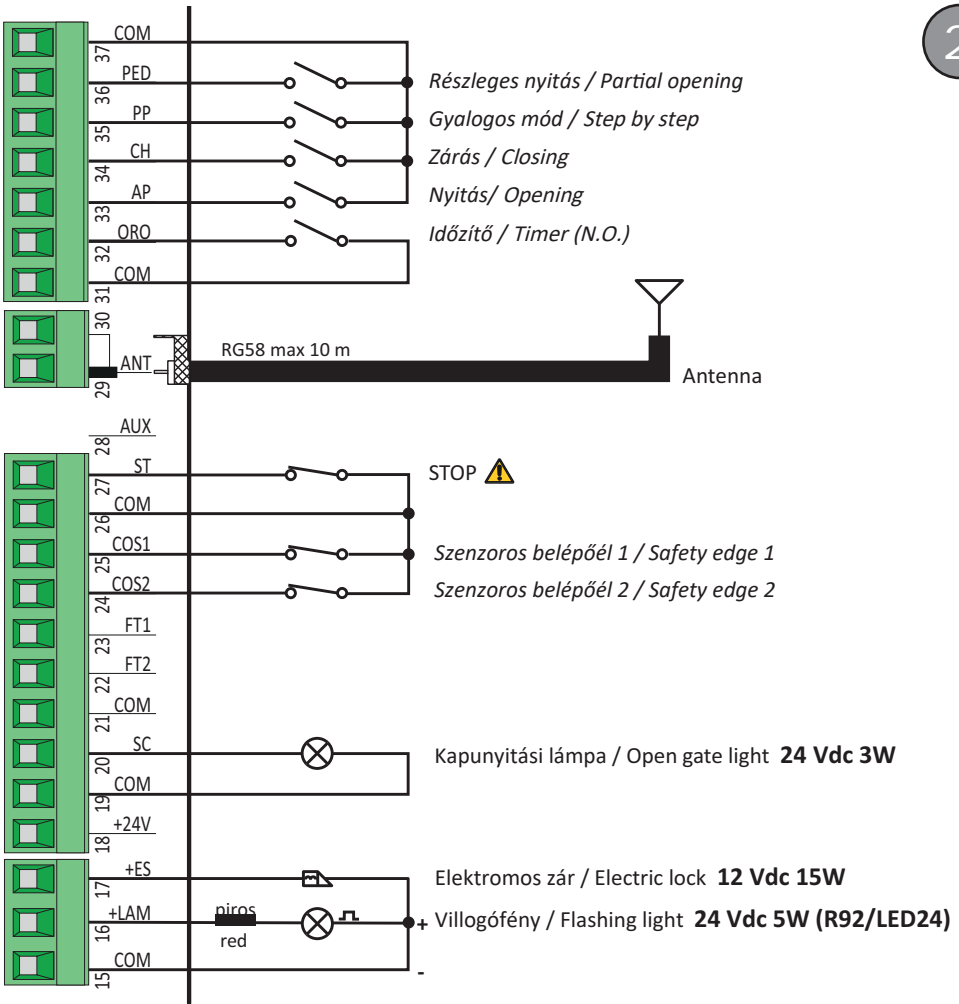 2
COM
37
PED
36
Részleges nyitás / Partial opening
PP
35
Gyalogos mód / Step by step
CH
34
Zárás / Closing
AP
33
Nyitás/ Opening
ORO
32
Időzítő / Timer (N.O.)
COM
31
30
RG58 max 10 m
ANT
29
Antenna
AUX
28
ST
27
STOP
COM
26
COS1
25
Szenzoros belépőél 1 / Safety edge 1
COS2
24
Szenzoros belépőél 2 / Safety edge 2
FT1
23
FT2
22
COM
21
SC
20
Kapunyitási lámpa / Open gate light 24 Vdc 3W
COM
19
+24V
18
+ES
17
Elektromos zár / Electric lock 12 Vdc 15W
+LAM
16
piros
red
+ Villogófény / Flashing light 24 Vdc 5W (R92/LED24)
COM
15
-